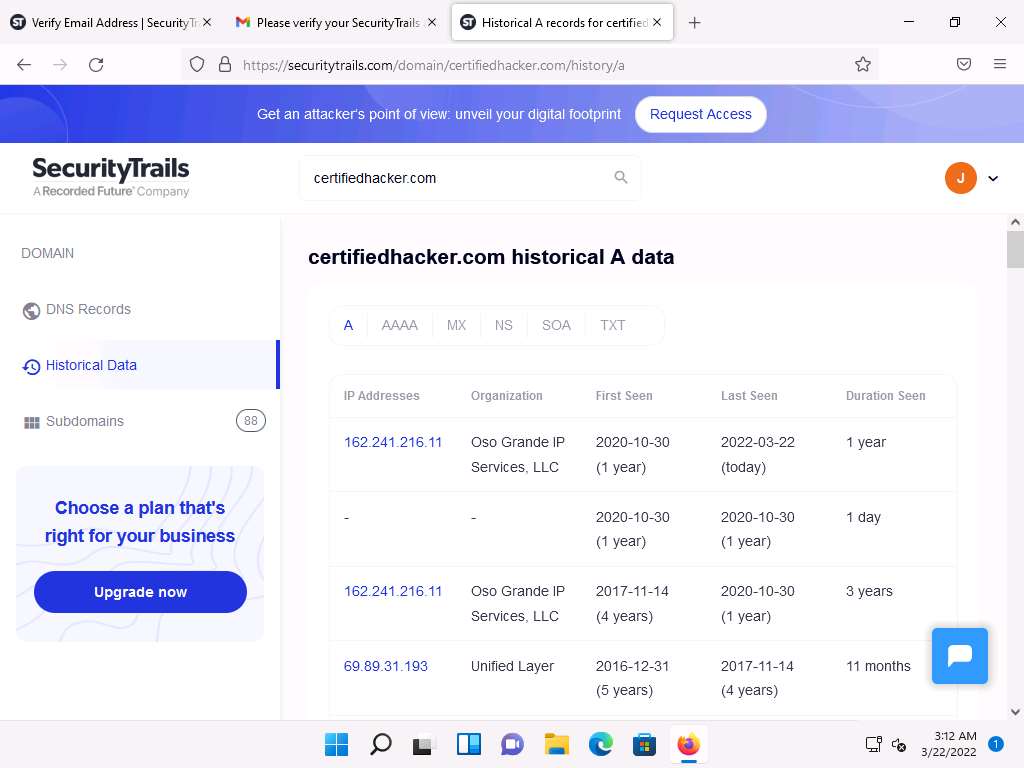 Verify Email Address | SecurityTr
Please verify your SecurityTrails
Historical A records for certified
https://securitytrails.com/domain/certifiedhacker.com/history/a
Get an attacker's point of view: unveil your digital footprint
Request Access
SecurityTrails
A Recorded Future® Company
certifiedhacker.com
J
DOMAIN
DNS Records
Historical Data
Subdomains
88
Choose a plan that's
right for your business
Upgrade now
certifiedhacker.com historical A data
A AAAA MX NS SOA TXT
IP Addresses Organization First Seen Last Seen Duration Seen
162.241.216.11 Oso Grande IP 2020-10-30 2022-03-22 1 year
Services, LLC (1 year) (today)
- - 2020-10-30 2020-10-30 1 day
(1 year) (1 year)
162.241.216.11 Oso Grande IP 2017-11-14 2020-10-30 3 years
Services, LLC (4 years) (1 year)
69.89.31.193 Unified Layer 2016-12-31 2017-11-14 11 months
(5 years) (4 years)
3:12 AM
3/22/2022
1